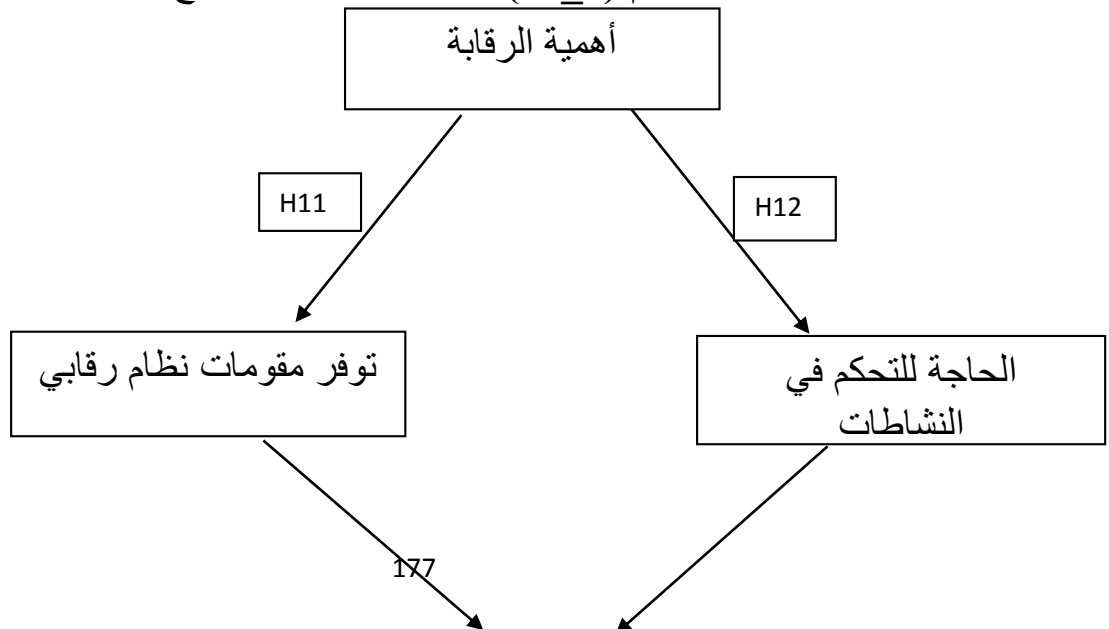 أهمية الرقابة
H11
H12
توفر مقومات نظام رقابي
الحاجة للتحكم في
النشاطات
177